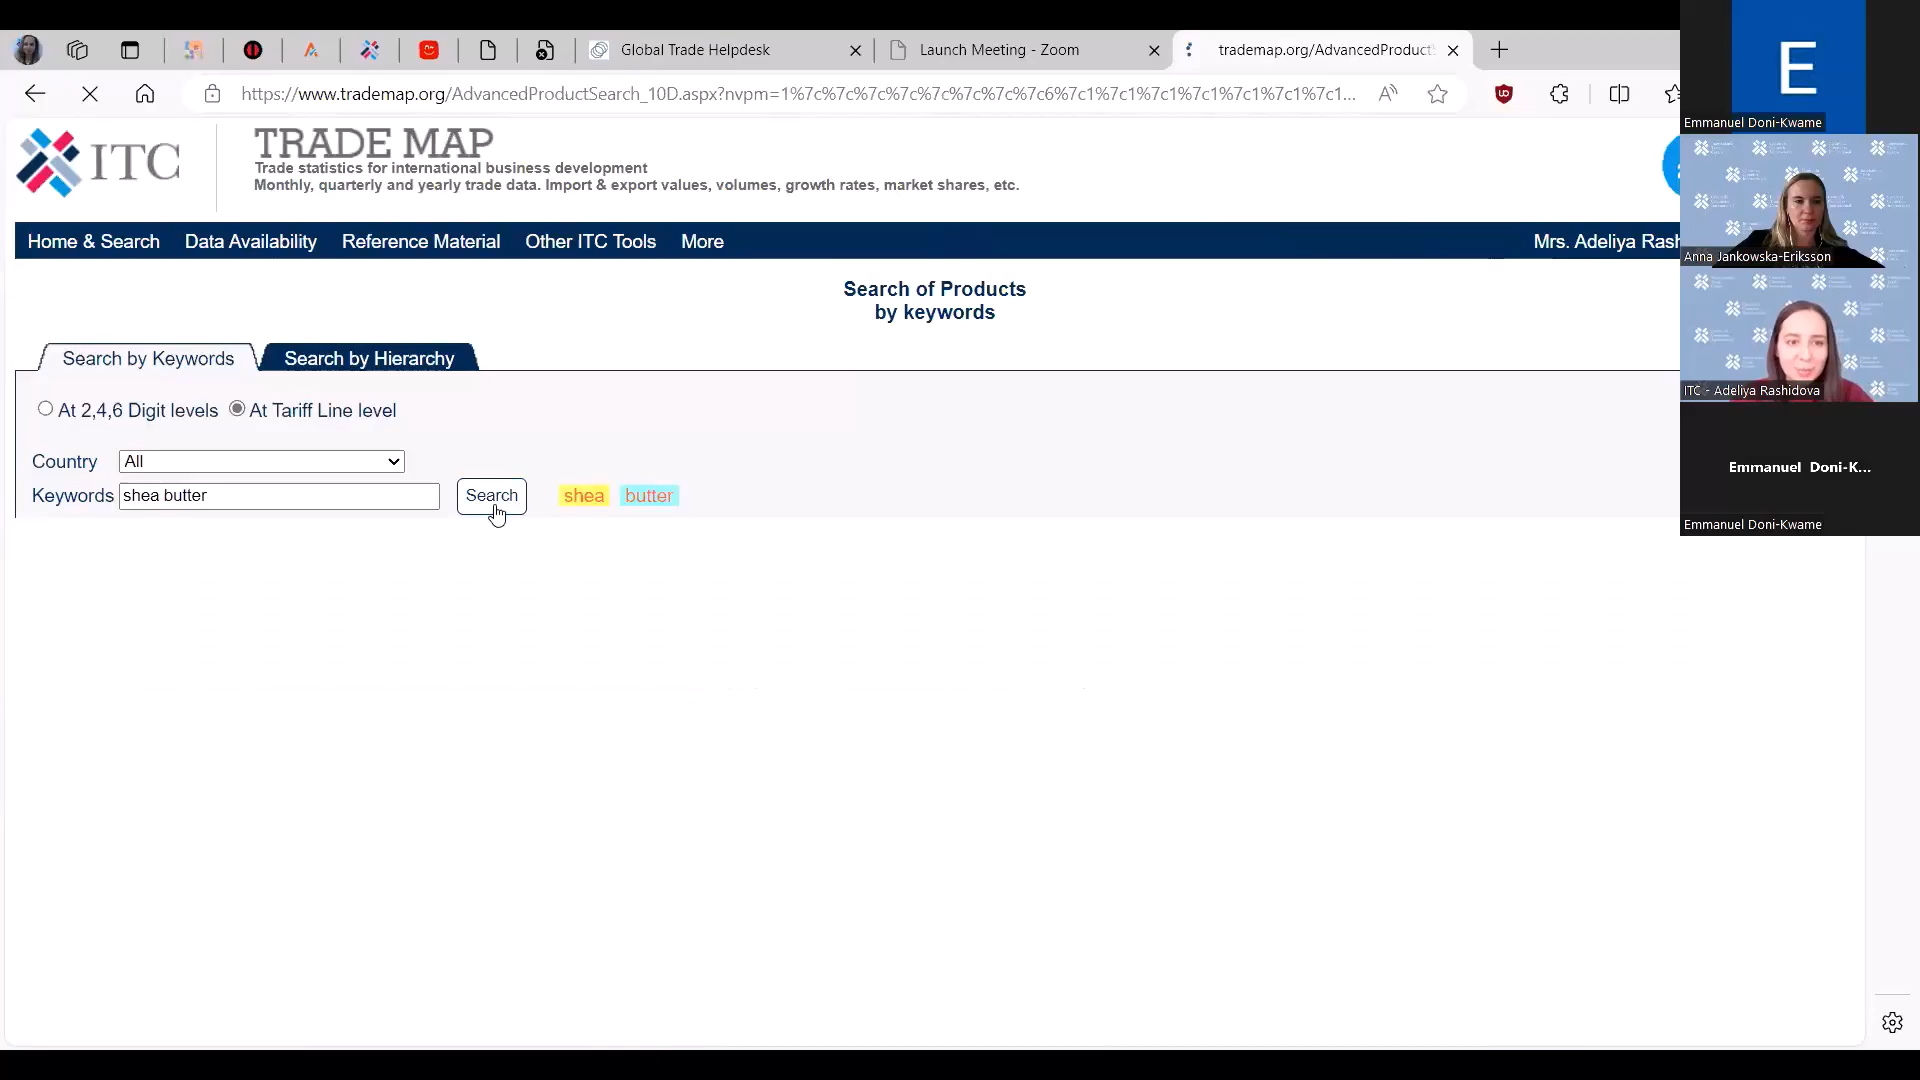 Global Trade Helpdesk
Launch Meeting - Zoom
trademap.org/AdvancedProduct
https://www.trademap.org/AdvancedProductSearch_10D.aspx?nvpm=1%7c%7c%7c%7c%7c%7c%7c%7c6%7c1%7c1%7c1%7c1%7c1%7c1%7c1...
ITC
TRADE MAP
Trade statistics for international business development
Monthly, quarterly and yearly trade data. Import & export values, volumes, growth rates, market shares, etc.
Home & Search
Data Availability
Reference Material
Other ITC Tools
More
Mrs. Adeliya Rash
Search of Products
by keywords
Search by Keywords
Search by Hierarchy
At 2,4,6 Digit levels
At Tariff Line level
Country
All
Keywords
shea butter
Search
shea
butter
E
Emmanuel Doni-Kwame
Anna Jankowska-Eriksson
ITC - Adeliya Rashidova
Emmanuel Doni-K...
Emmanuel Doni-Kwame